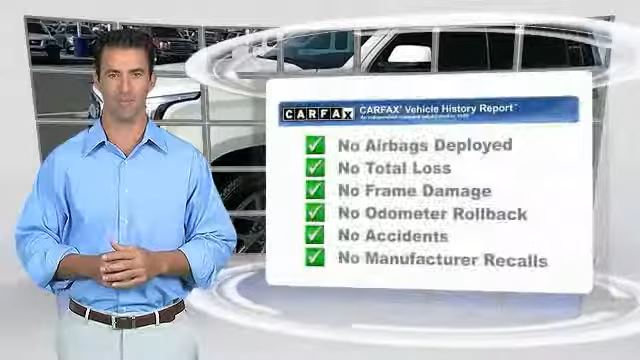 CARFAX CARFAX® Vehicle History Report™
No Airbags Deployed
No Total Loss
No Frame Damage
No Odometer Rollback
No Accidents
No Manufacturer Recalls